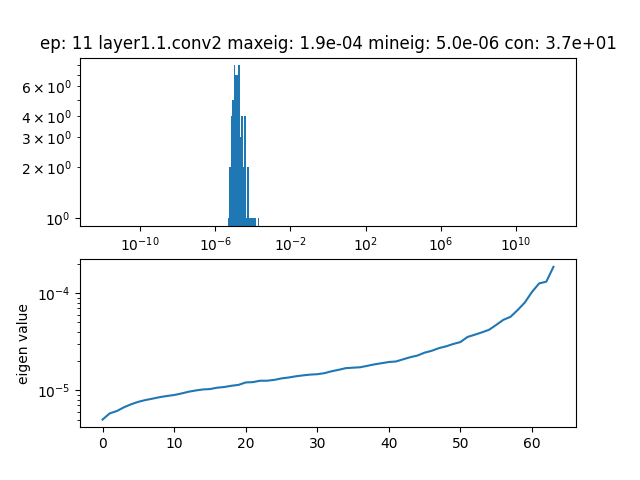 ep: 11 layer1.1.conv2 maxeig: 1.9e-04 mineig: 5.0e-06 con: 3.7e+01
6 × 10⁰
4 × 10⁰
3 × 10⁰
2 × 10⁰
10⁰
10⁻¹⁰ 10⁻⁶ 10⁻² 10² 10⁶ 10¹⁰
eigen value
10⁻⁴
10⁻⁵
0 10 20 30 40 50 60